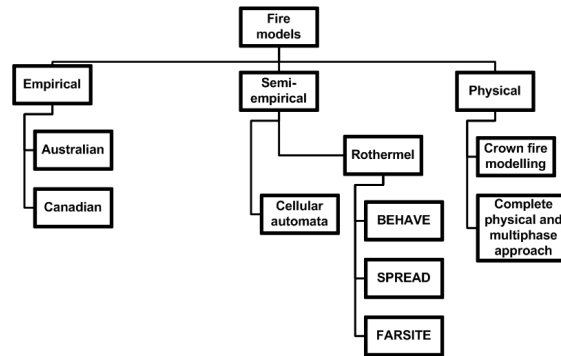 Fire
models
Empirical
Semi-
empirical
Physical
Australian
Canadian
Rothermel
Cellular
automata
BEHAVE
SPREAD
FARSITE
Crown fire
modelling
Complete
physical and
multiphase
approach